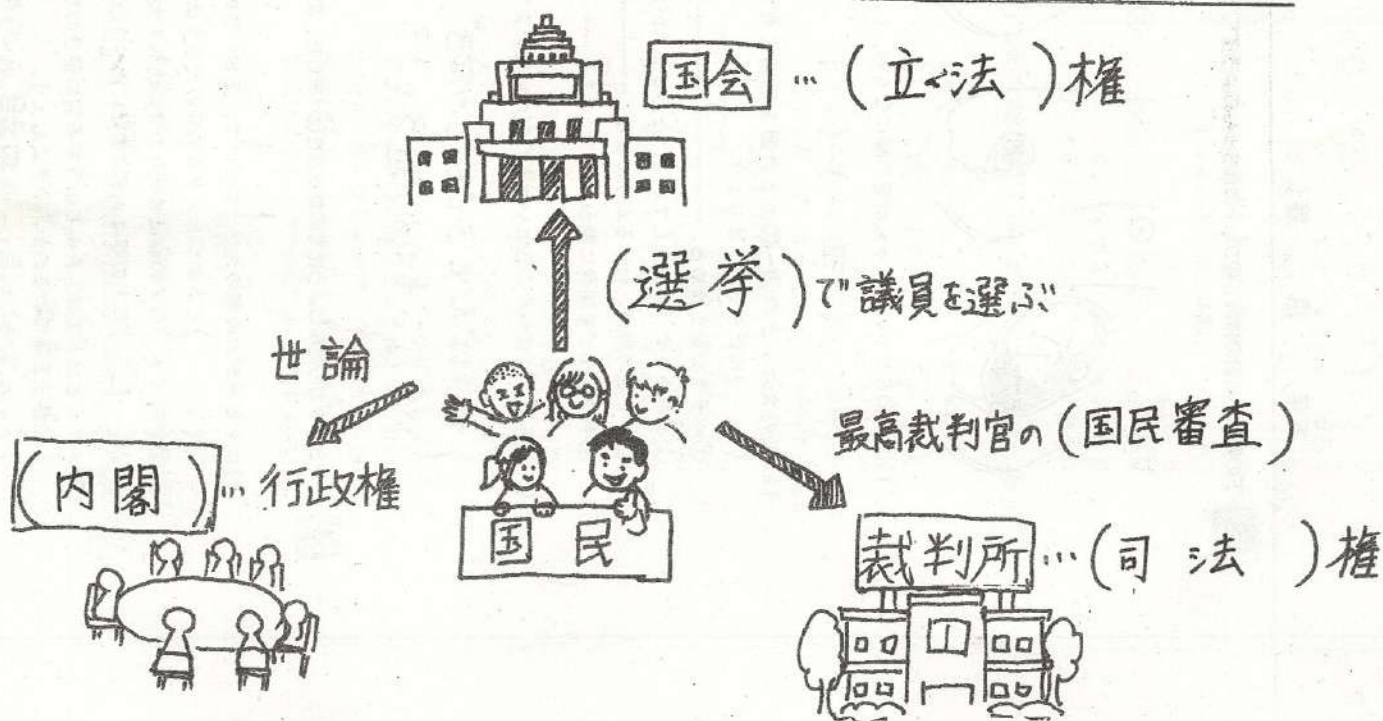 国会…(立法)権
(選挙)で議員を選ぶ
世論
最高裁判官の(国民審査)
(内閣)…行政権
国民
裁判所…(司法)権